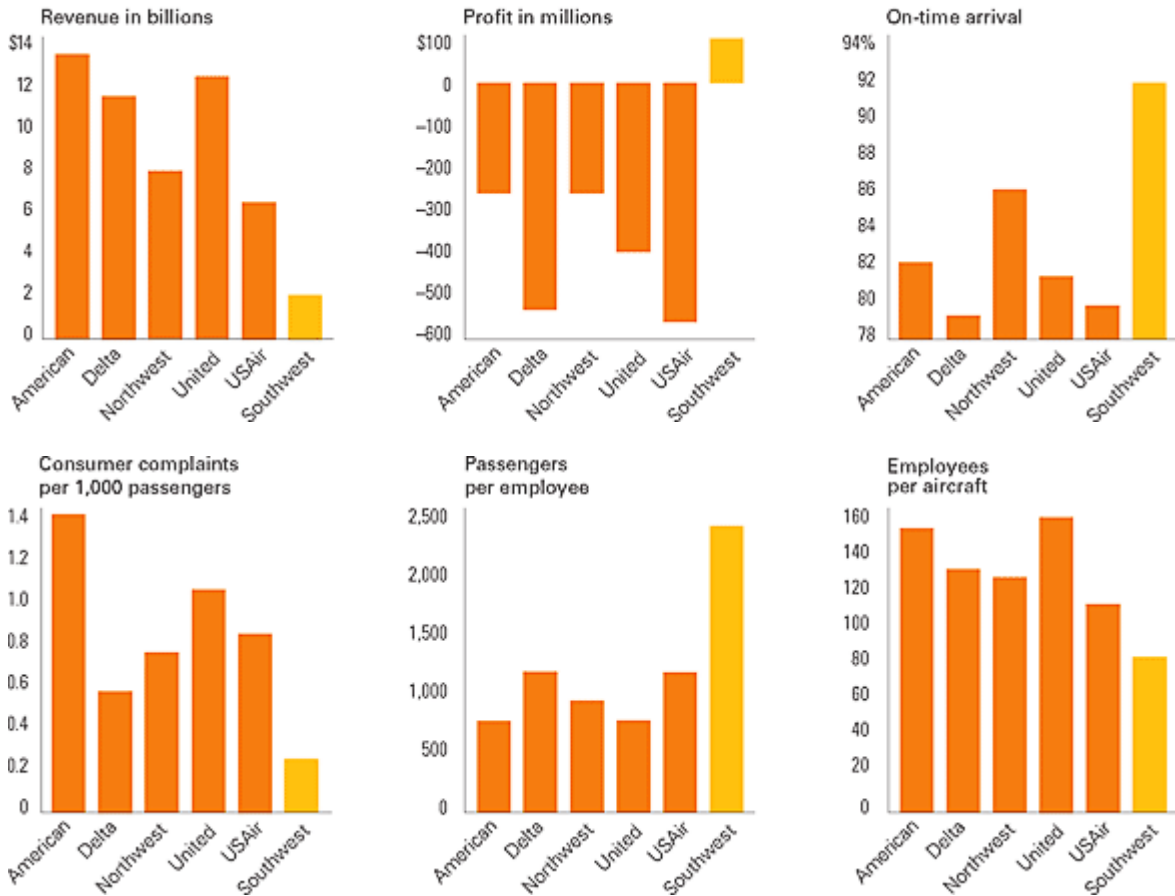 Revenue in billions
$14
12
10
8
6
4
2
0
American
Delta
Northwest
United
USAir
Southwest
Profit in millions
$100
0
–100
–200
–300
–400
–500
–600
American
Delta
Northwest
United
USAir
Southwest
On-time arrival
94%
92
90
88
86
84
82
80
78
American
Delta
Northwest
United
USAir
Southwest
Consumer complaints
per 1,000 passengers
1.4
1.2
1.0
0.8
0.6
0.4
0.2
0
American
Delta
Northwest
United
USAir
Southwest
Passengers
per employee
2,500
2,000
1,500
1,000
500
0
American
Delta
Northwest
United
USAir
Southwest
Employees
per aircraft
160
140
120
100
80
60
40
20
0
American
Delta
Northwest
United
USAir
Southwest